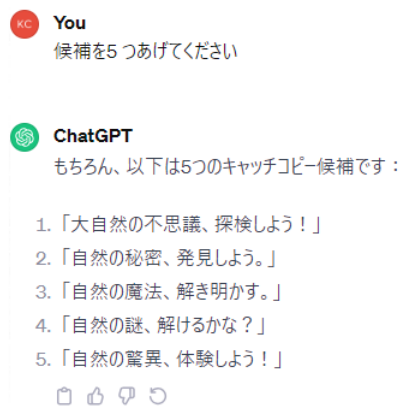 KC You
候補を5 つあげてください
ChatGPT
もちろん、以下は5つのキャッチコピー候補です：
1. 「大自然の不思議、探検しよう！」
2. 「自然の秘密、発見しよう。」
3. 「自然の魔法、解き明かす。」
4. 「自然の謎、解けるかな？」
5. 「自然の驚異、体験しよう！」